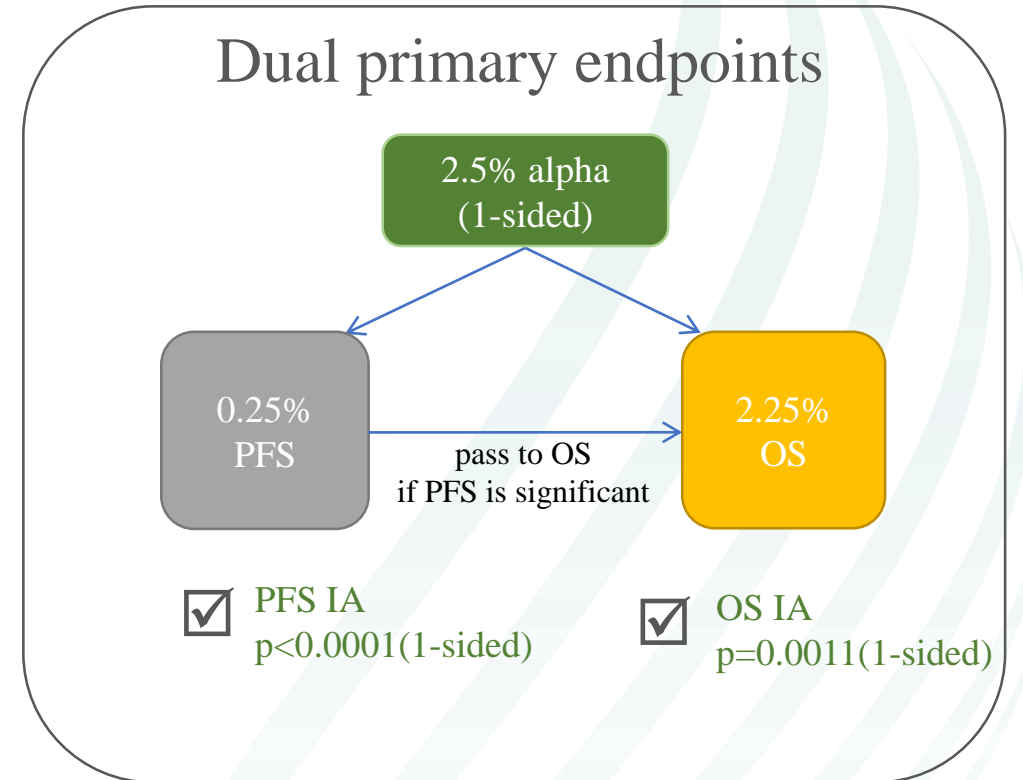 Dual primary endpoints
2.5% alpha
(1-sided)
0.25%
PFS
pass to OS
if PFS is significant
2.25%
OS
PFS IA
p<0.0001(1-sided)
OS IA
p=0.0011(1-sided)